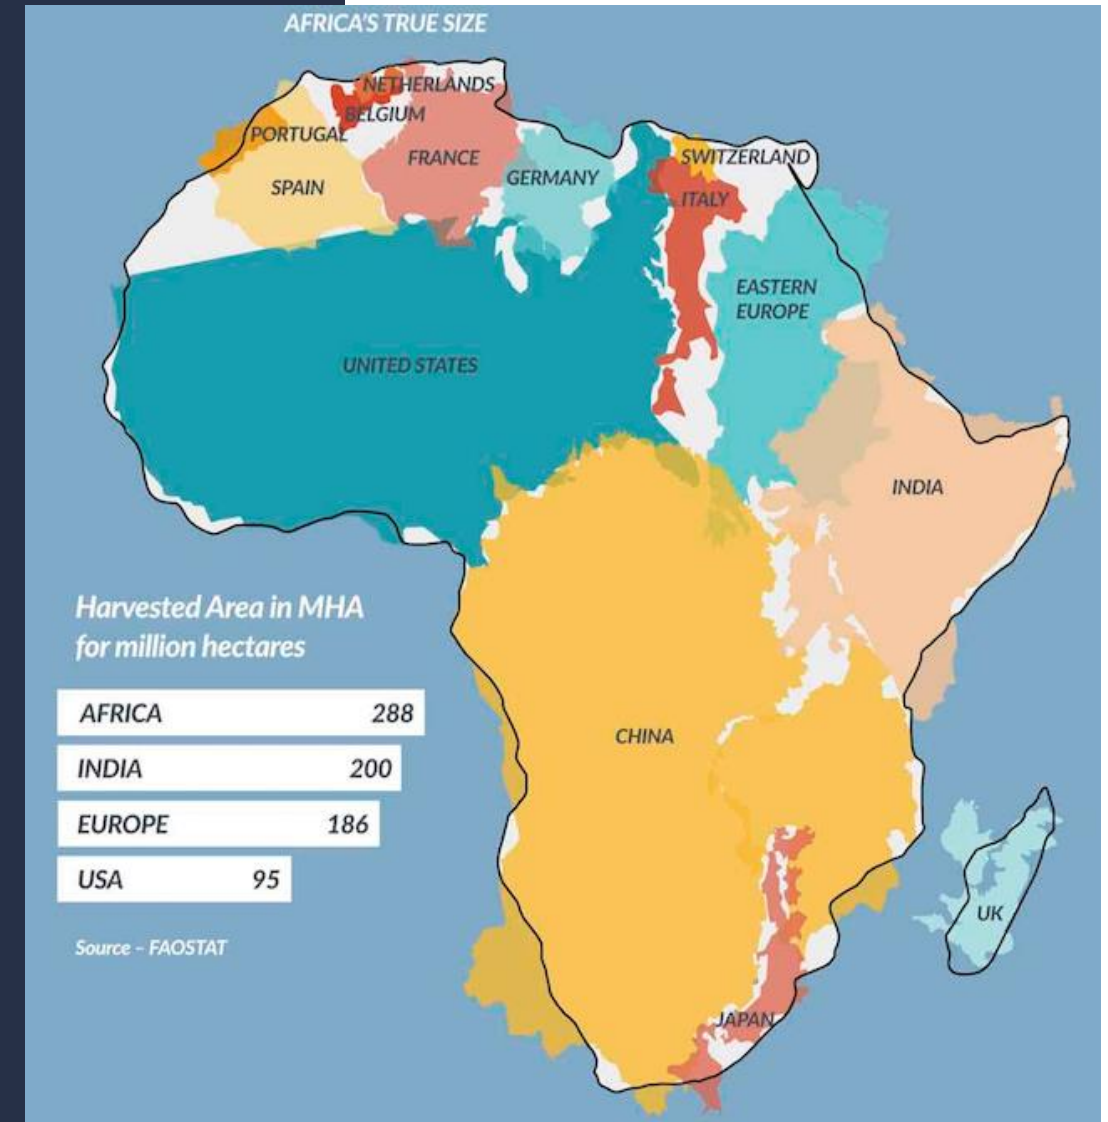 AFRICA'S TRUE SIZE
NETHERLANDS
BELGIUM
PORTUGAL
FRANCE
SPAIN
GERMANY
SWITZERLAND
ITALY
EASTERN
EUROPE
UNITED STATES
INDIA
CHINA
UK
JAPAN
Harvested Area in MHA
for million hectares
AFRICA 288
INDIA 200
EUROPE 186
USA 95
Source – FAOSTAT